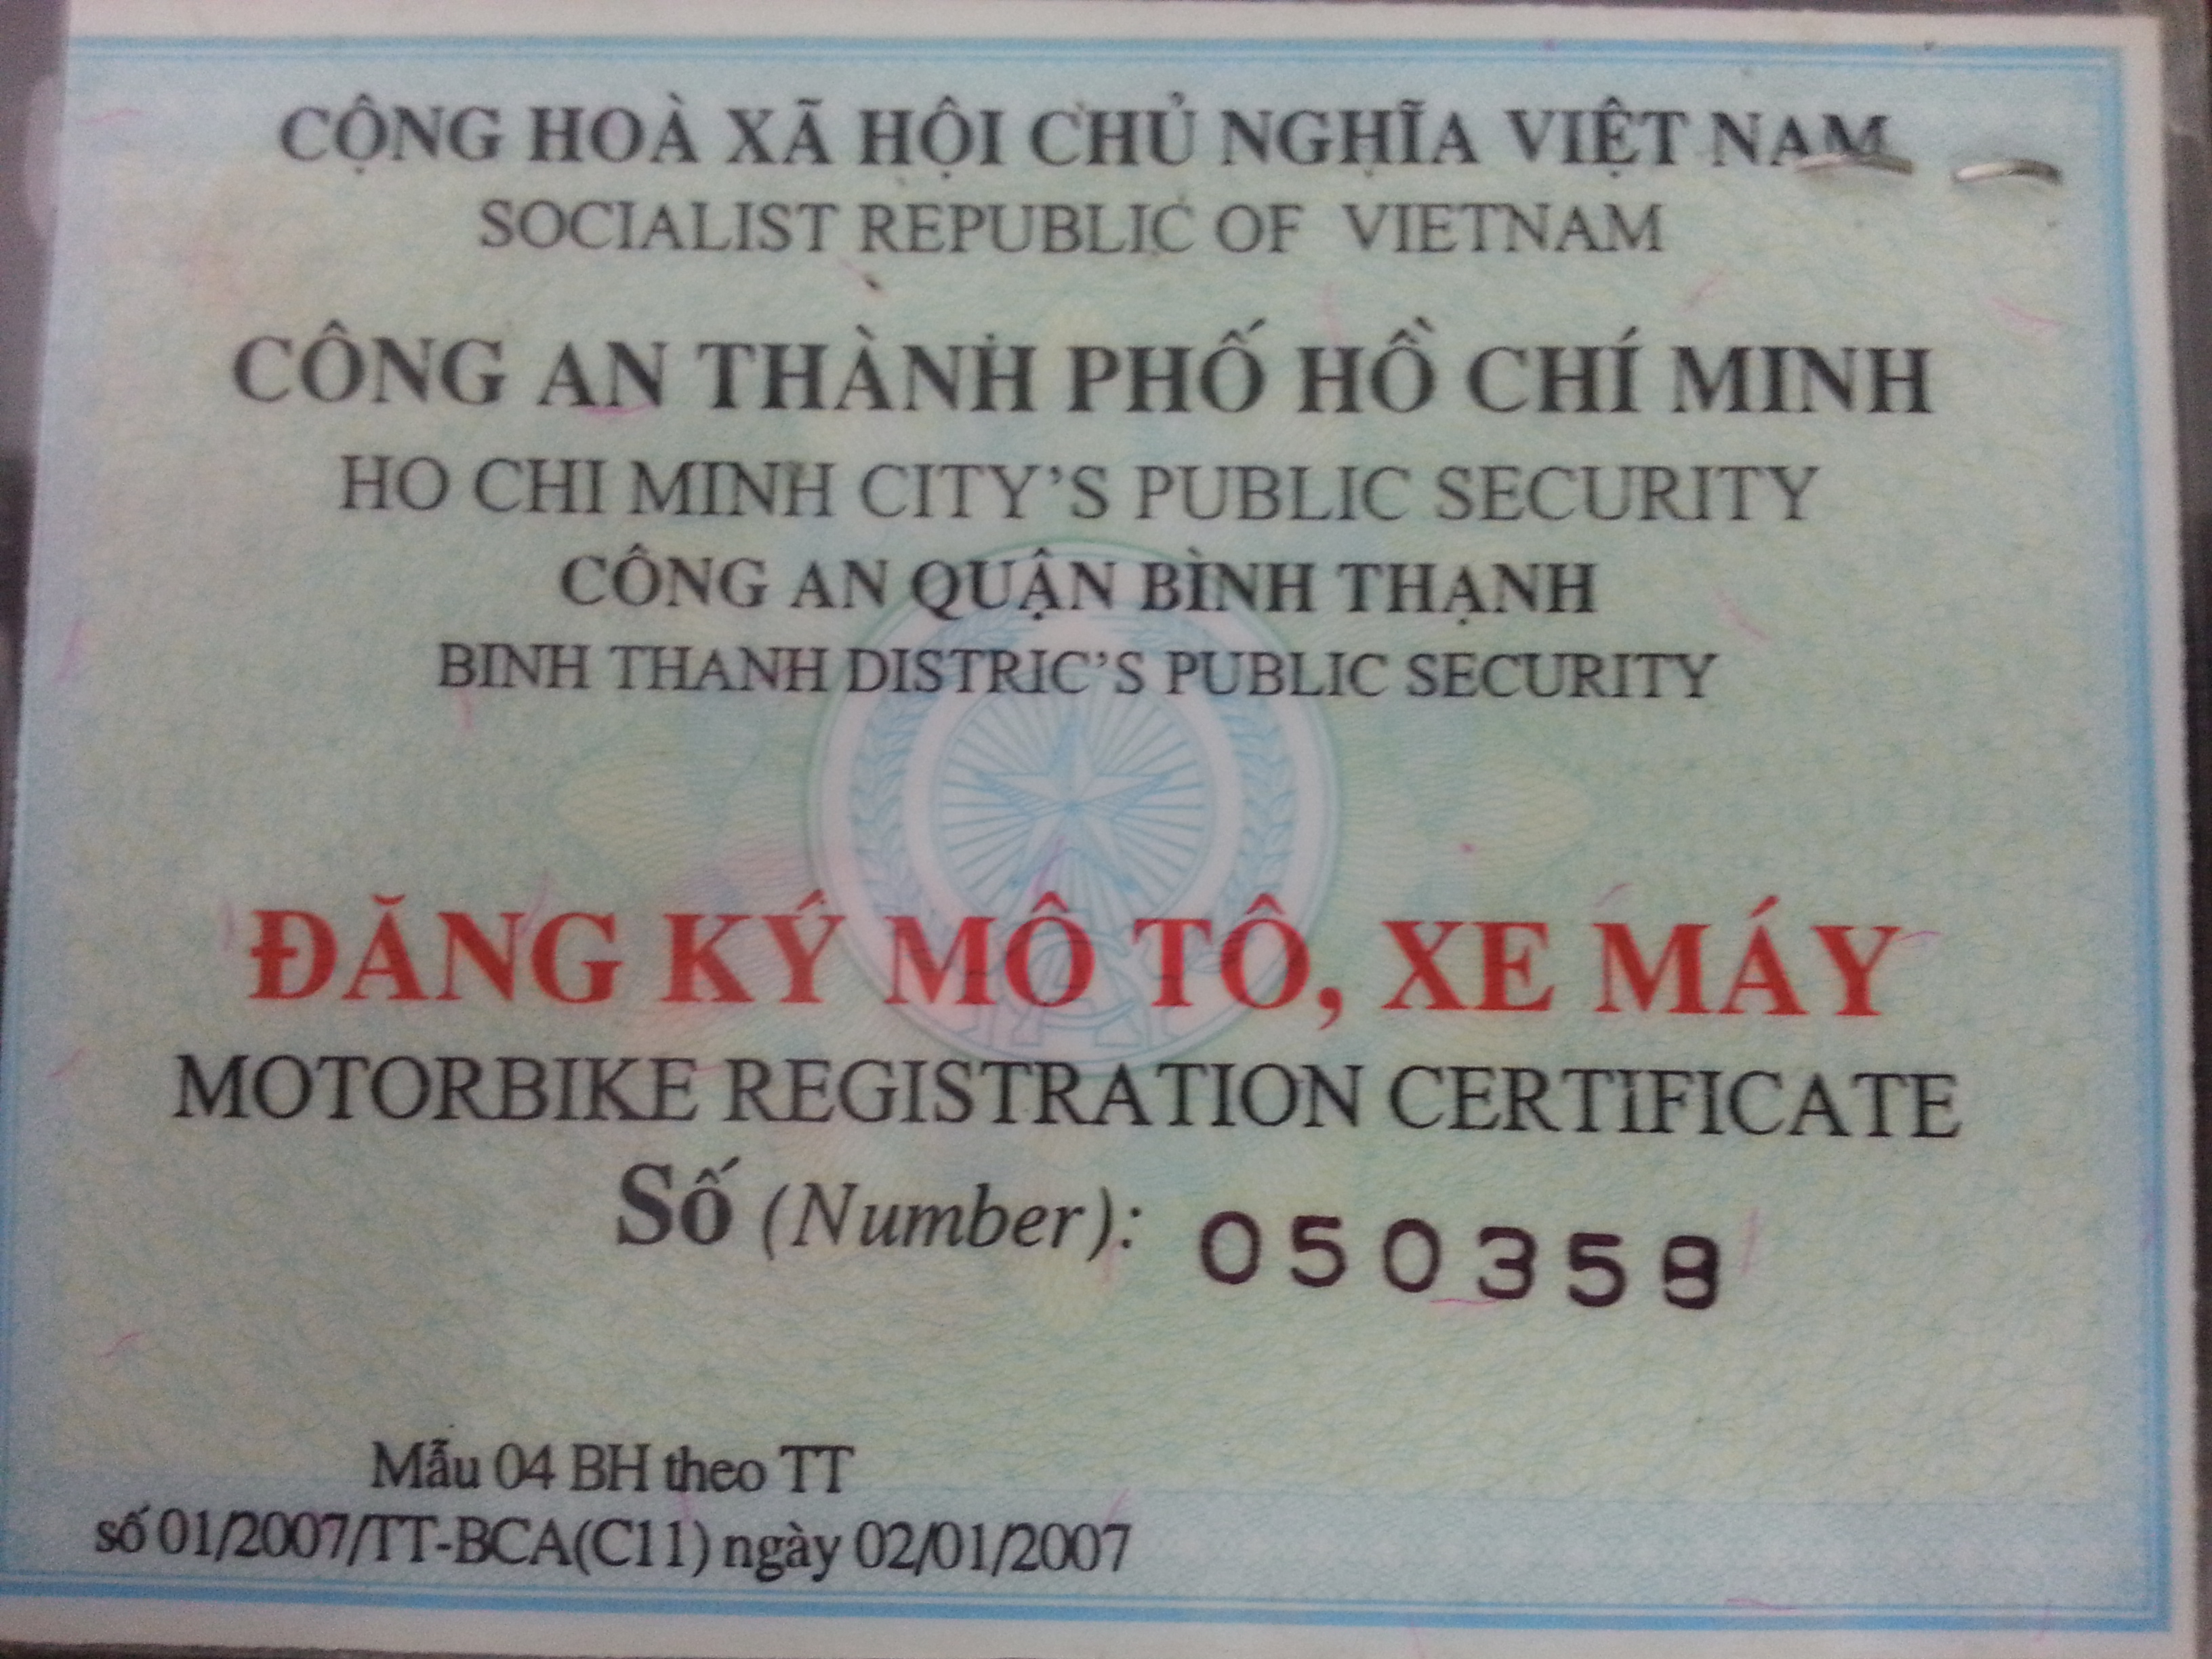 CỘNG HOÀ XÃ HỘI CHỦ NGHĨA VIỆT NAM
SOCIALIST REPUBLIC OF VIETNAM
CÔNG AN THÀNH PHỐ HỒ CHÍ MINH
HO CHI MINH CITY'S PUBLIC SECURITY
CÔNG AN QUẬN BÌNH THẠNH
BINH THANH DISTRIC'S PUBLIC SECURITY
ĐĂNG KÝ MÔ TÔ, XE MÁY
MOTORBIKE REGISTRATION CERTIFICATE
Số (Number): 050358
Mẫu 04 BH theo TT
số 01/2007/TT-BCA(C11) ngày 02/01/2007